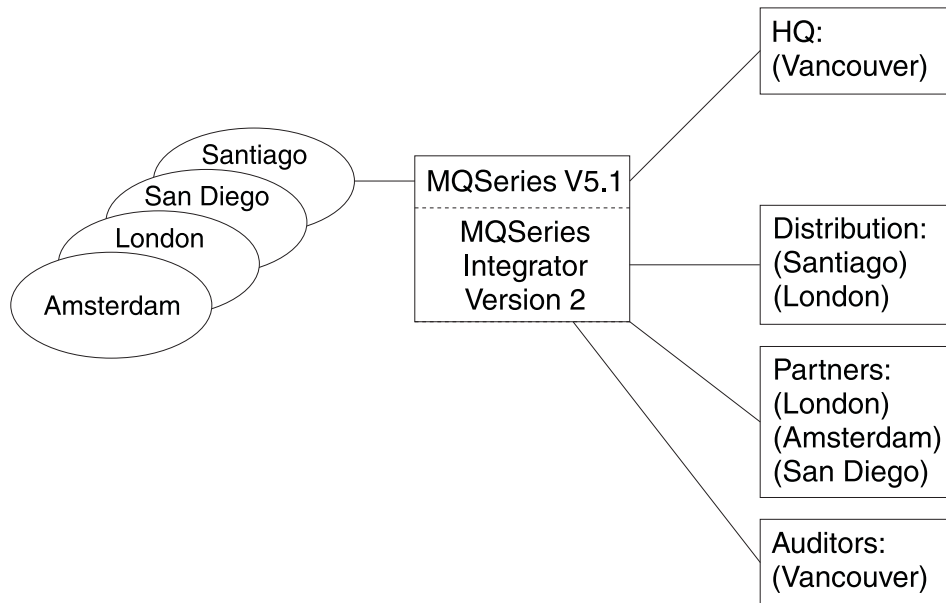 Santiago
San Diego
London
Amsterdam
MQSeries V5.1
MQSeries
Integrator
Version 2
HQ:
(Vancouver)
Distribution:
(Santiago)
(London)
Partners:
(London)
(Amsterdam)
(San Diego)
Auditors:
(Vancouver)